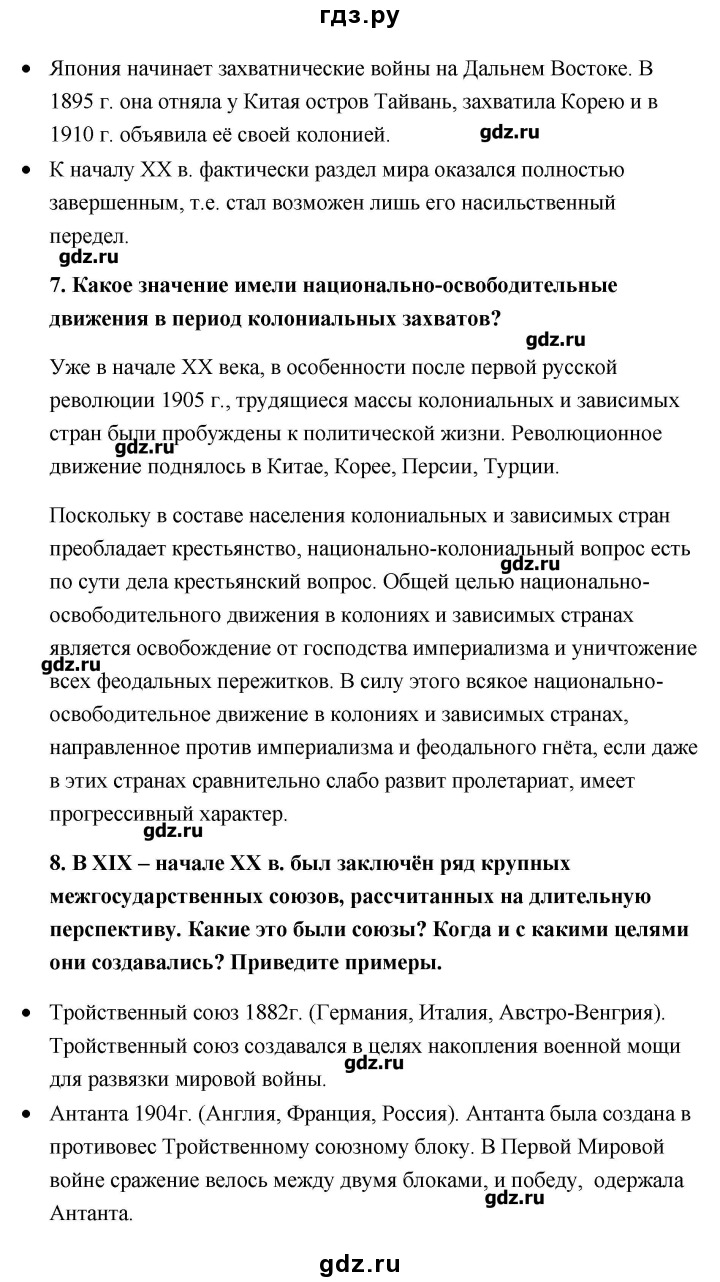 гдз.ру
• Япония начинает захватнические войны на Дальнем Востоке. В
1895 г. она отняла у Китая остров Тайвань, захватила Корею и в
1910 г. объявила её своей колонией.
gdz.ru
• К началу XX в. фактически раздел мира оказался полностью
завершенным, т.е. стал возможен лишь его насильственный
передел.
gdz.ru
7. Какое значение имели национально-освободительные
движения в период колониальных захватов?
gdz.ru
Уже в начале XX века, в особенности после первой русской
революции 1905 г., трудящиеся массы колониальных и зависимых
стран были пробуждены к политической жизни. Революционное
gdz.ru
движение поднялось в Китае, Корее, Персии, Турции.
Поскольку в составе населения колониальных и зависимых стран
преобладает крестьянство, национально-колониальный вопрос есть
gdz.ru
по сути дела крестьянский вопрос. Общей целью национально-
освободительного движения в колониях и зависимых странах
является освобождение от господства империализма и уничтожение
gdz.ru
всех феодальных пережитков. В силу этого всякое национально-
освободительное движение в колониях и зависимых странах,
направленное против империализма и феодального гнёта, если даже
в этих странах сравнительно слабо развит пролетариат, имеет
прогрессивный характер.
gdz.ru
8. В XIX – начале XX в. был заключён ряд крупных
межгосударственных союзов, рассчитанных на длительную
перспективу. Какие это были союзы? Когда и с какими целями
они создавались? Приведите примеры.
• Тройственный союз 1882г. (Германия, Италия, Австро-Венгрия).
Тройственный союз создавался в целях накопления военной мощи
gdz.ru
для развязки мировой войны.
• Антанта 1904г. (Англия, Франция, Россия). Антанта была создана в
противовес Тройственному союзному блоку. В Первой Мировой
войне сражение велось между двумя блоками, и победу, одержала
gdz.ru
Антанта.
gdz.ru